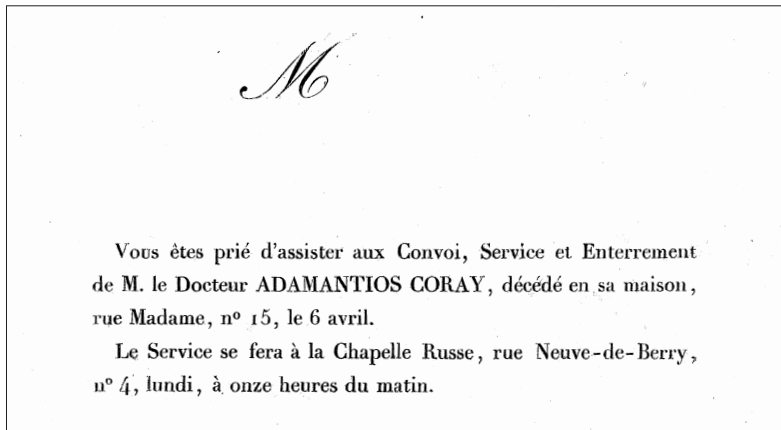 M
Vous êtes prié d'assister aux Convoi, Service et Enterrement
de M. le Docteur ADAMANTIOS CORAY, décédé en sa maison,
rue Madame, nº 15, le 6 avril.
Le Service se fera à la Chapelle Russe, rue Neuve-de-Berry,
nº 4, lundi, à onze heures du matin.